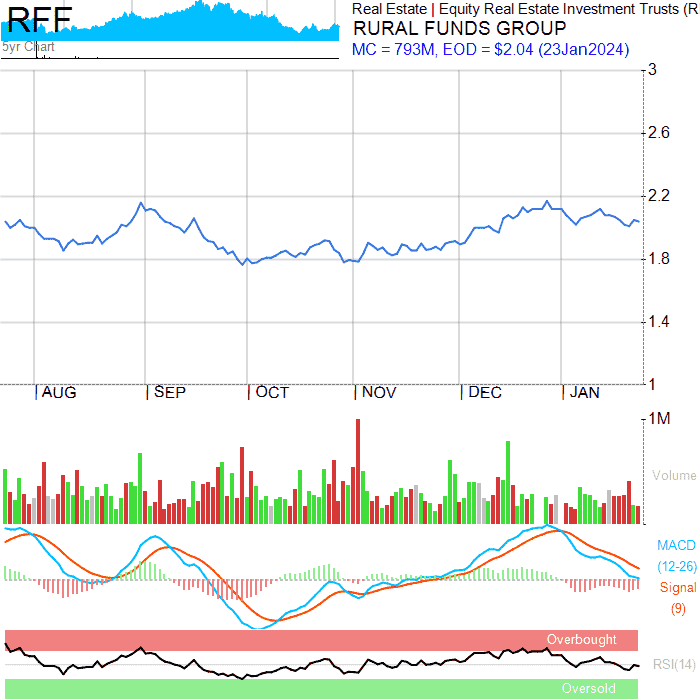 RFF
5yr Chart
Real Estate | Equity Real Estate Investment Trusts (R
RURAL FUNDS GROUP
MC = 793M, EOD = $2.04 (23Jan2024)
3
2.6
2.2
1.8
1.4
1
AUG SEP OCT NOV DEC JAN
1M
Volume
MACD
(12-26)
Signal
(9)
Overbought
RSI(14)
Oversold